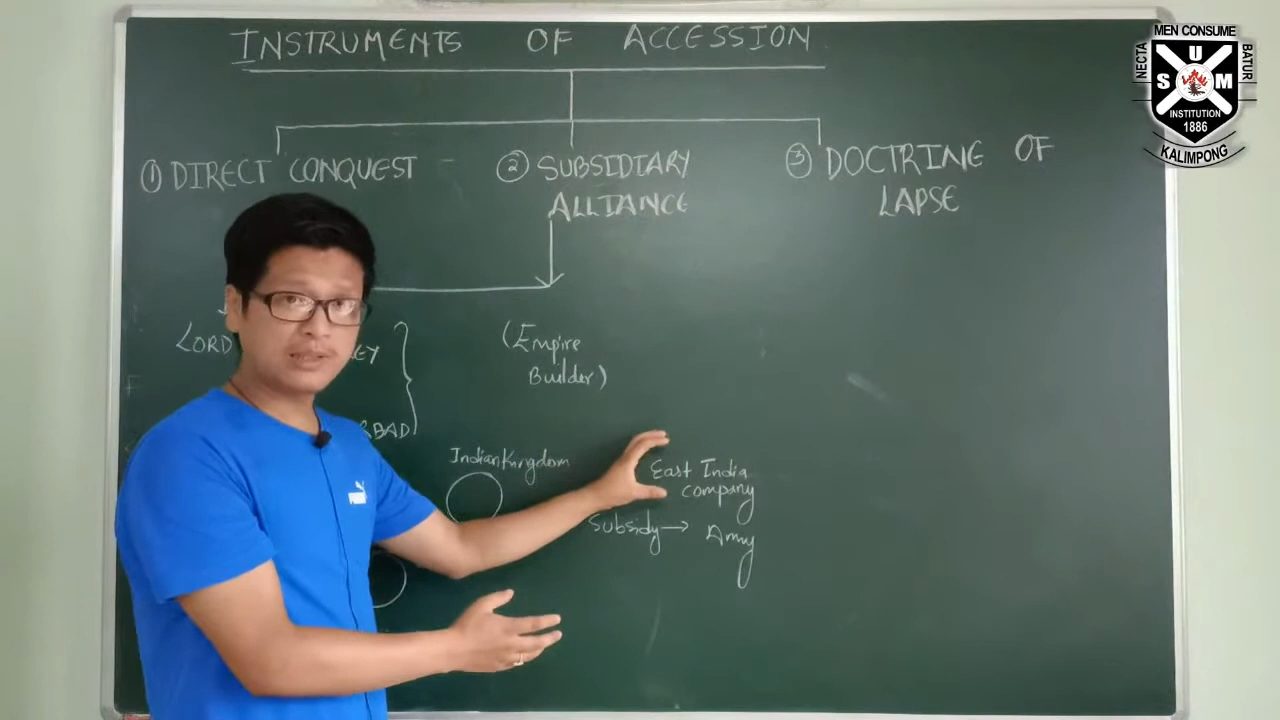 INSTRUMENTS OF ACCESSION
① DIRECT CONQUEST
② SUBSIDIARY
ALLIANCE
③ DOCTRINE OF
LAPSE
LORD
(Empire
Builder)
Indian Kingdom
East India
company
Subsidy → Army
MEN CONSUME
NECTA
BATUR
S U M
INSTITUTION
1886
KALIMPONG